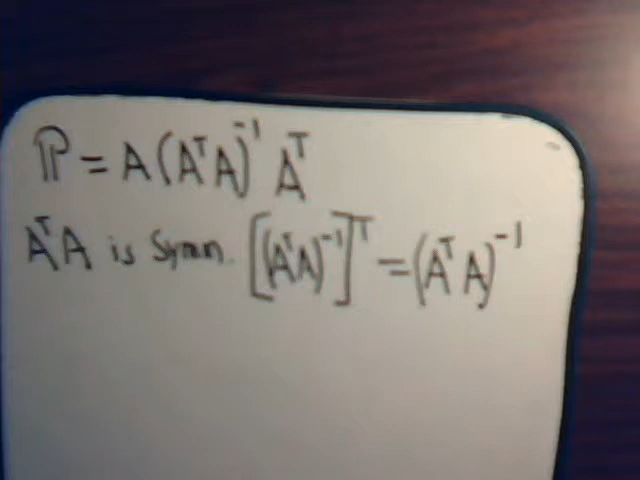 ℙ = A(AᵀA)⁻¹Aᵀ
AᵀA is Symm. [(AᵀA)⁻¹]ᵀ = (AᵀA)⁻¹